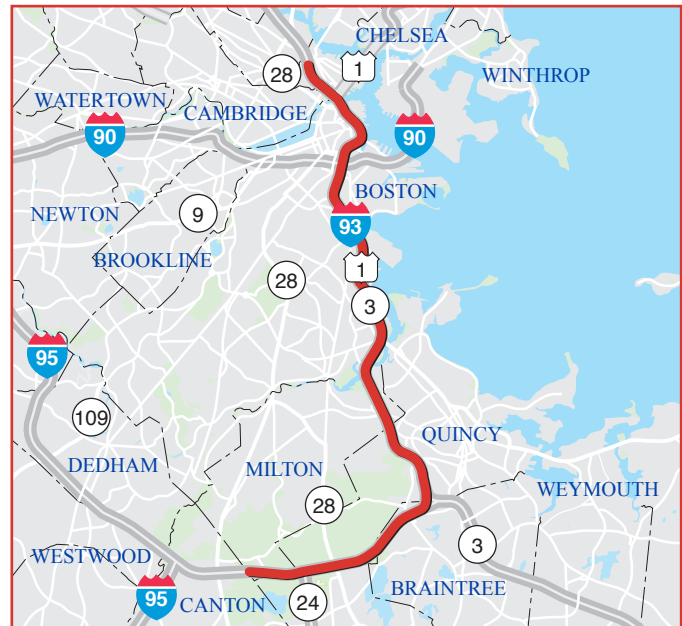 CHELSEA
28
1
WINTHROP
WATERTOWN
CAMBRIDGE
90
90
BOSTON
NEWTON
9
93
BROOKLINE
1
28
3
95
109
QUINCY
DEDHAM
MILTON
WEYMOUTH
28
3
WESTWOOD
BRAINTREE
95
CANTON
24